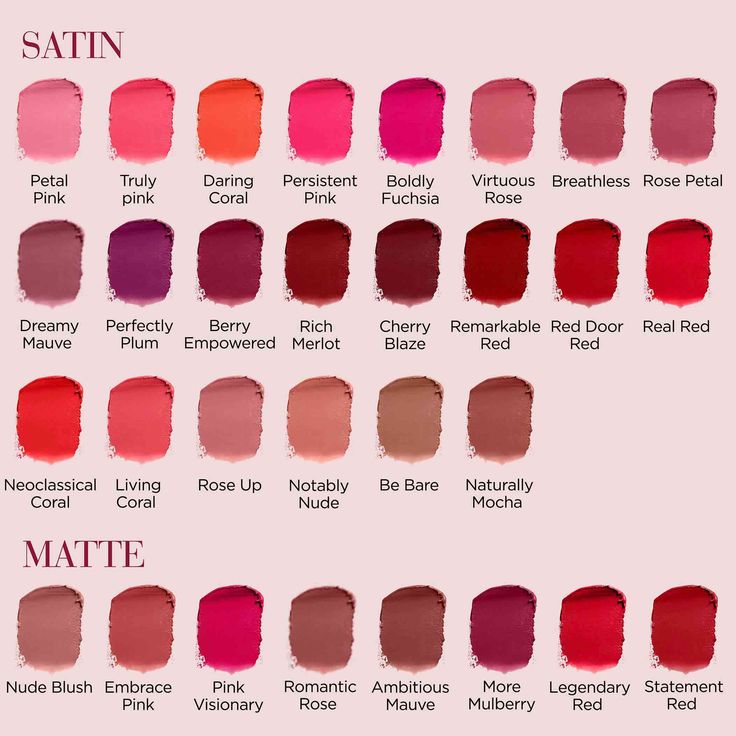 SATIN
Petal Pink
Truly pink
Daring Coral
Persistent Pink
Boldly Fuchsia
Virtuous Rose
Breathless
Rose Petal
Dreamy Mauve
Perfectly Plum
Berry Empowered
Rich Merlot
Cherry Blaze
Remarkable Red
Red Door Red
Real Red
Neoclassical Coral
Living Coral
Rose Up
Notably Nude
Be Bare
Naturally Mocha
MATTE
Nude Blush
Embrace Pink
Pink Visionary
Romantic Rose
Ambitious Mauve
More Mulberry
Legendary Red
Statement Red